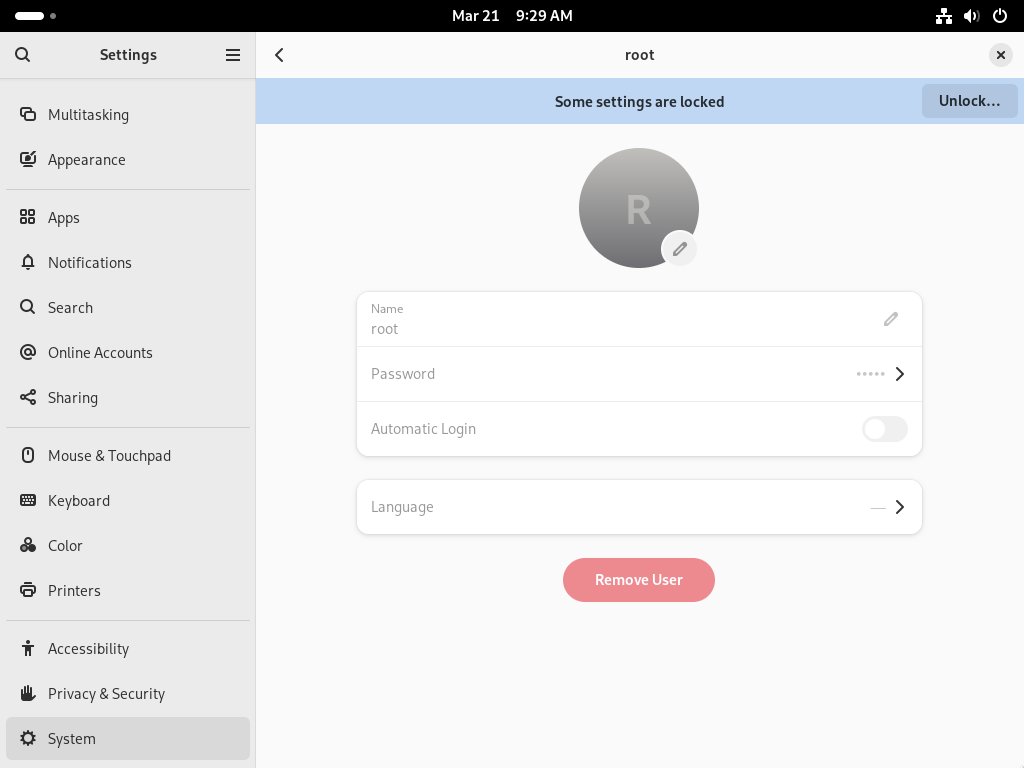 Mar 21 9:29 AM
Settings
root
Some settings are locked
Unlock...
Multitasking
Appearance
Apps
Notifications
Search
Online Accounts
Sharing
Mouse & Touchpad
Keyboard
Color
Printers
Accessibility
Privacy & Security
System
R
Name
root
Password •••••
Automatic Login
Language —
Remove User